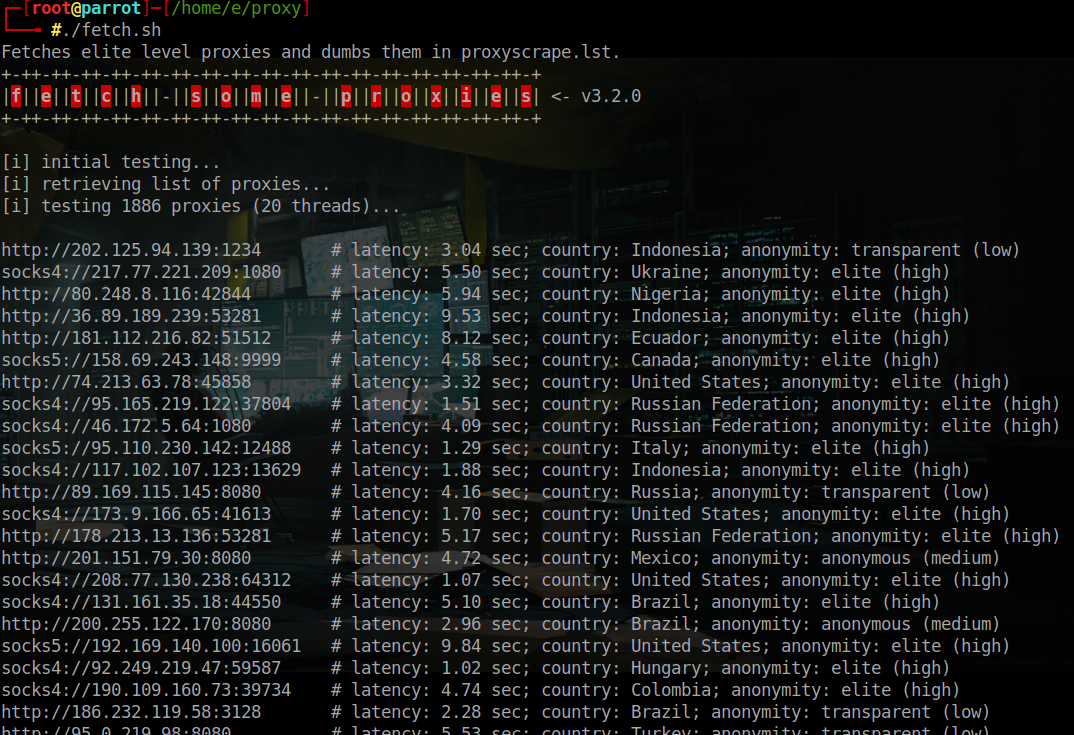 ┌─[root@parrot]─[/home/e/proxy]
└──╼ #./fetch.sh
Fetches elite level proxies and dumbs them in proxyscrape.lst.
+-++-++-++-++-++-++-++-++-++-++-++-++-++-++-++-++-++-+
|f||e||t||c||h||-||s||o||m||e||-||p||r||o||x||i||e||s| <- v3.2.0
+-++-++-++-++-++-++-++-++-++-++-++-++-++-++-++-++-++-+
[i] initial testing...
[i] retrieving list of proxies...
[i] testing 1886 proxies (20 threads)...
http://202.125.94.139:1234 # latency: 3.04 sec; country: Indonesia; anonymity: transparent (low)
socks4://217.77.221.209:1080 # latency: 5.50 sec; country: Ukraine; anonymity: elite (high)
http://80.248.8.116:42844 # latency: 5.94 sec; country: Nigeria; anonymity: elite (high)
http://36.89.189.239:53281 # latency: 9.53 sec; country: Indonesia; anonymity: elite (high)
http://181.112.216.82:51512 # latency: 8.12 sec; country: Ecuador; anonymity: elite (high)
socks5://158.69.243.148:9999 # latency: 4.58 sec; country: Canada; anonymity: elite (high)
http://74.213.63.78:45858 # latency: 3.32 sec; country: United States; anonymity: elite (high)
socks4://95.165.219.122:37804 # latency: 1.51 sec; country: Russian Federation; anonymity: elite (high)
socks4://46.172.5.64:1080 # latency: 4.09 sec; country: Russian Federation; anonymity: elite (high)
socks5://95.110.230.142:12488 # latency: 1.29 sec; country: Italy; anonymity: elite (high)
socks4://117.102.107.123:13629 # latency: 1.88 sec; country: Indonesia; anonymity: elite (high)
http://89.169.115.145:8080 # latency: 4.16 sec; country: Russia; anonymity: transparent (low)
socks4://173.9.166.65:41613 # latency: 1.70 sec; country: United States; anonymity: elite (high)
http://178.213.13.136:53281 # latency: 5.17 sec; country: Russian Federation; anonymity: elite (high)
http://201.151.79.30:8080 # latency: 4.72 sec; country: Mexico; anonymity: anonymous (medium)
socks4://208.77.130.238:64312 # latency: 1.07 sec; country: United States; anonymity: elite (high)
socks4://131.161.35.18:44550 # latency: 5.10 sec; country: Brazil; anonymity: elite (high)
http://200.255.122.170:8080 # latency: 2.96 sec; country: Brazil; anonymity: anonymous (medium)
socks5://192.169.140.100:16061 # latency: 9.84 sec; country: United States; anonymity: elite (high)
socks4://92.249.219.47:59587 # latency: 1.02 sec; country: Hungary; anonymity: elite (high)
socks4://190.109.160.73:39734 # latency: 4.74 sec; country: Colombia; anonymity: elite (high)
http://186.232.119.58:3128 # latency: 2.28 sec; country: Brazil; anonymity: transparent (low)
http://95.0.219.98:8080 # latency: 5.53 sec; country: Turkey; anonymity: transparent (low)